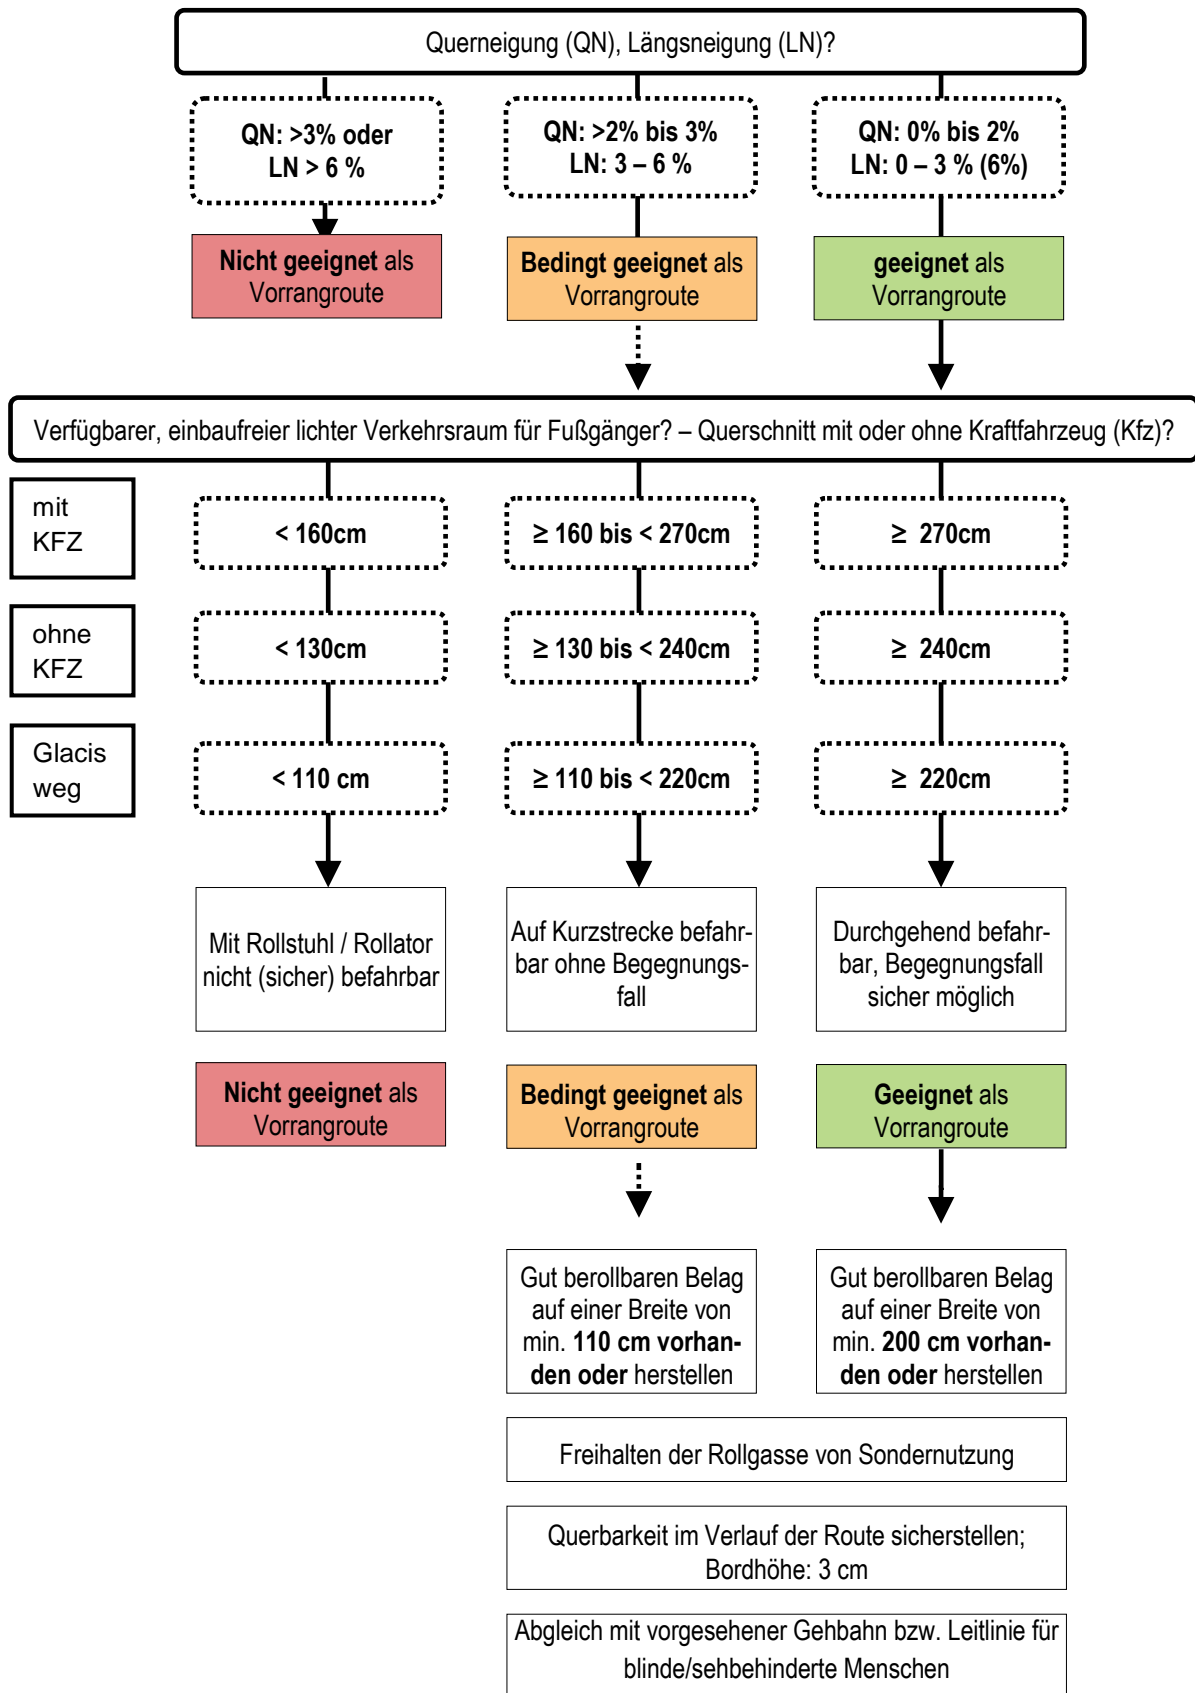 Querneigung (QN), Längsneigung (LN)?
QN: >3% oder
LN > 6 %
QN: >2% bis 3%
LN: 3 – 6 %
QN: 0% bis 2%
LN: 0 – 3 % (6%)
Nicht geeignet als
Vorrangroute
Bedingt geeignet als
Vorrangroute
geeignet als
Vorrangroute
Verfügbarer, einbaufreier lichter Verkehrsraum für Fußgänger? – Querschnitt mit oder ohne Kraftfahrzeug (Kfz)?
mit
KFZ
< 160cm
≥ 160 bis < 270cm
≥ 270cm
ohne
KFZ
< 130cm
≥ 130 bis < 240cm
≥ 240cm
Glacis
weg
< 110 cm
≥ 110 bis < 220cm
≥ 220cm
Mit Rollstuhl / Rollator
nicht (sicher) befahrbar
Auf Kurzstrecke befahr-
bar ohne Begegnungs-
fall
Durchgehend befahr-
bar, Begegnungsfall
sicher möglich
Nicht geeignet als
Vorrangroute
Bedingt geeignet als
Vorrangroute
Geeignet als
Vorrangroute
Gut berollbaren Belag
auf einer Breite von
min. 110 cm vorhan-
den oder herstellen
Gut berollbaren Belag
auf einer Breite von
min. 200 cm vorhan-
den oder herstellen
Freihalten der Rollgasse von Sondernutzung
Querbarkeit im Verlauf der Route sicherstellen;
Bordhöhe: 3 cm
Abgleich mit vorgesehener Gehbahn bzw. Leitlinie für
blinde/sehbehinderte Menschen